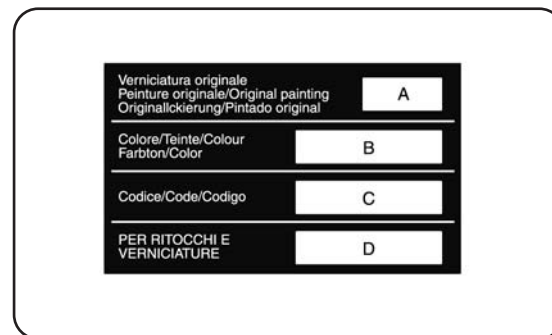 Verniciatura originale
Peinture originale/Original painting
Originallckierung/Pintado original
A
Colore/Teinte/Colour
Farbton/Color
B
Codice/Code/Codigo
C
PER RITOCCHI E
VERNICIATURE
D